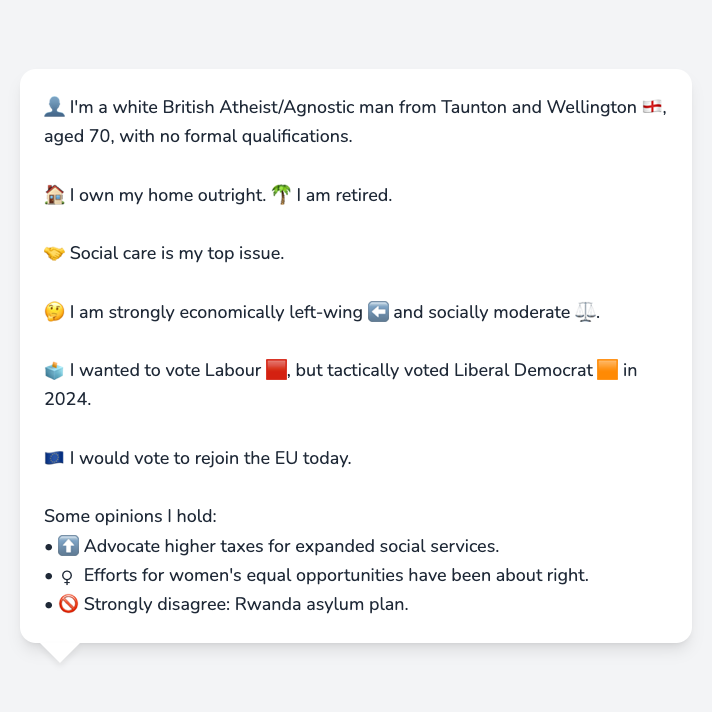 👤 I'm a white British Atheist/Agnostic man from Taunton and Wellington 🏴󠁧󠁢󠁥󠁮󠁧󠁿,
aged 70, with no formal qualifications.
🏠 I own my home outright. 🌴 I am retired.
🤝 Social care is my top issue.
🤔 I am strongly economically left-wing ⬅️ and socially moderate ⚖️.
🗳️ I wanted to vote Labour 🟥, but tactically voted Liberal Democrat 🟧 in
2024.
🇪🇺 I would vote to rejoin the EU today.
Some opinions I hold:
• ⬆️ Advocate higher taxes for expanded social services.
• ♀ Efforts for women's equal opportunities have been about right.
• 🚫 Strongly disagree: Rwanda asylum plan.